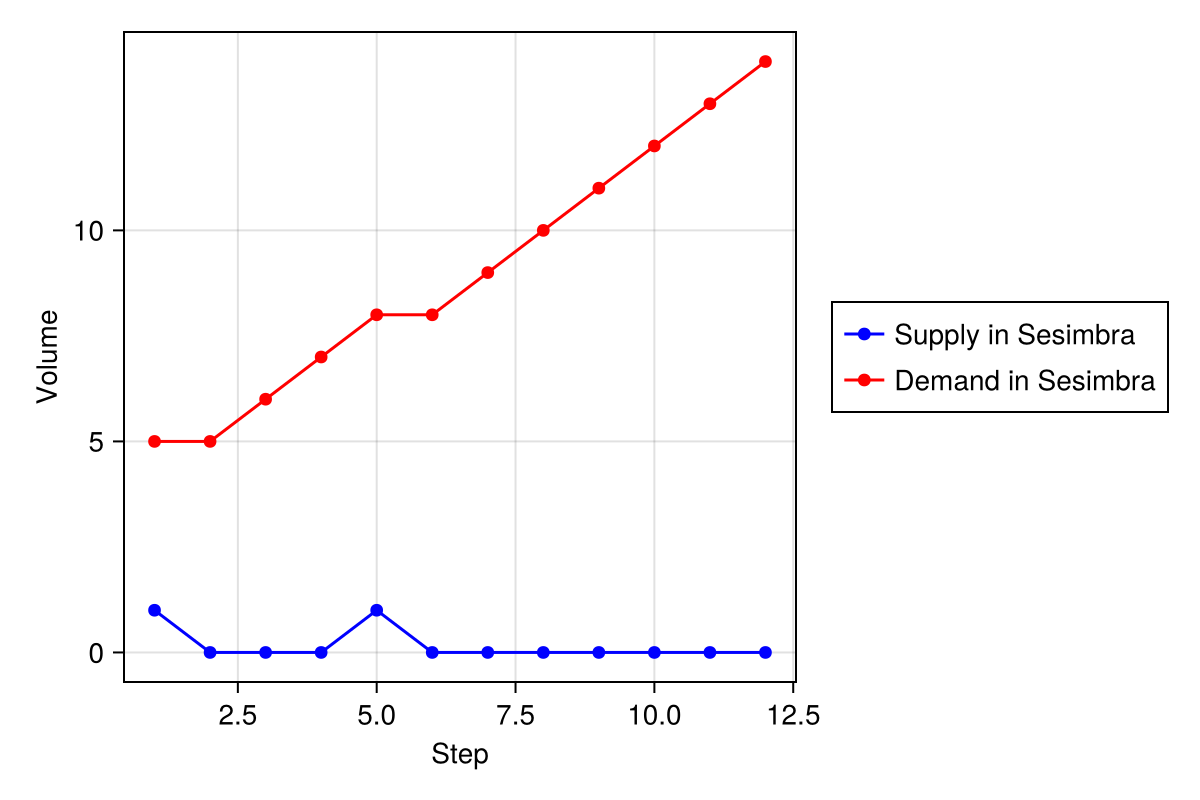 10
5
0
Volume
2.5 5.0 7.5 10.0 12.5
Step
Supply in Sesimbra
Demand in Sesimbra